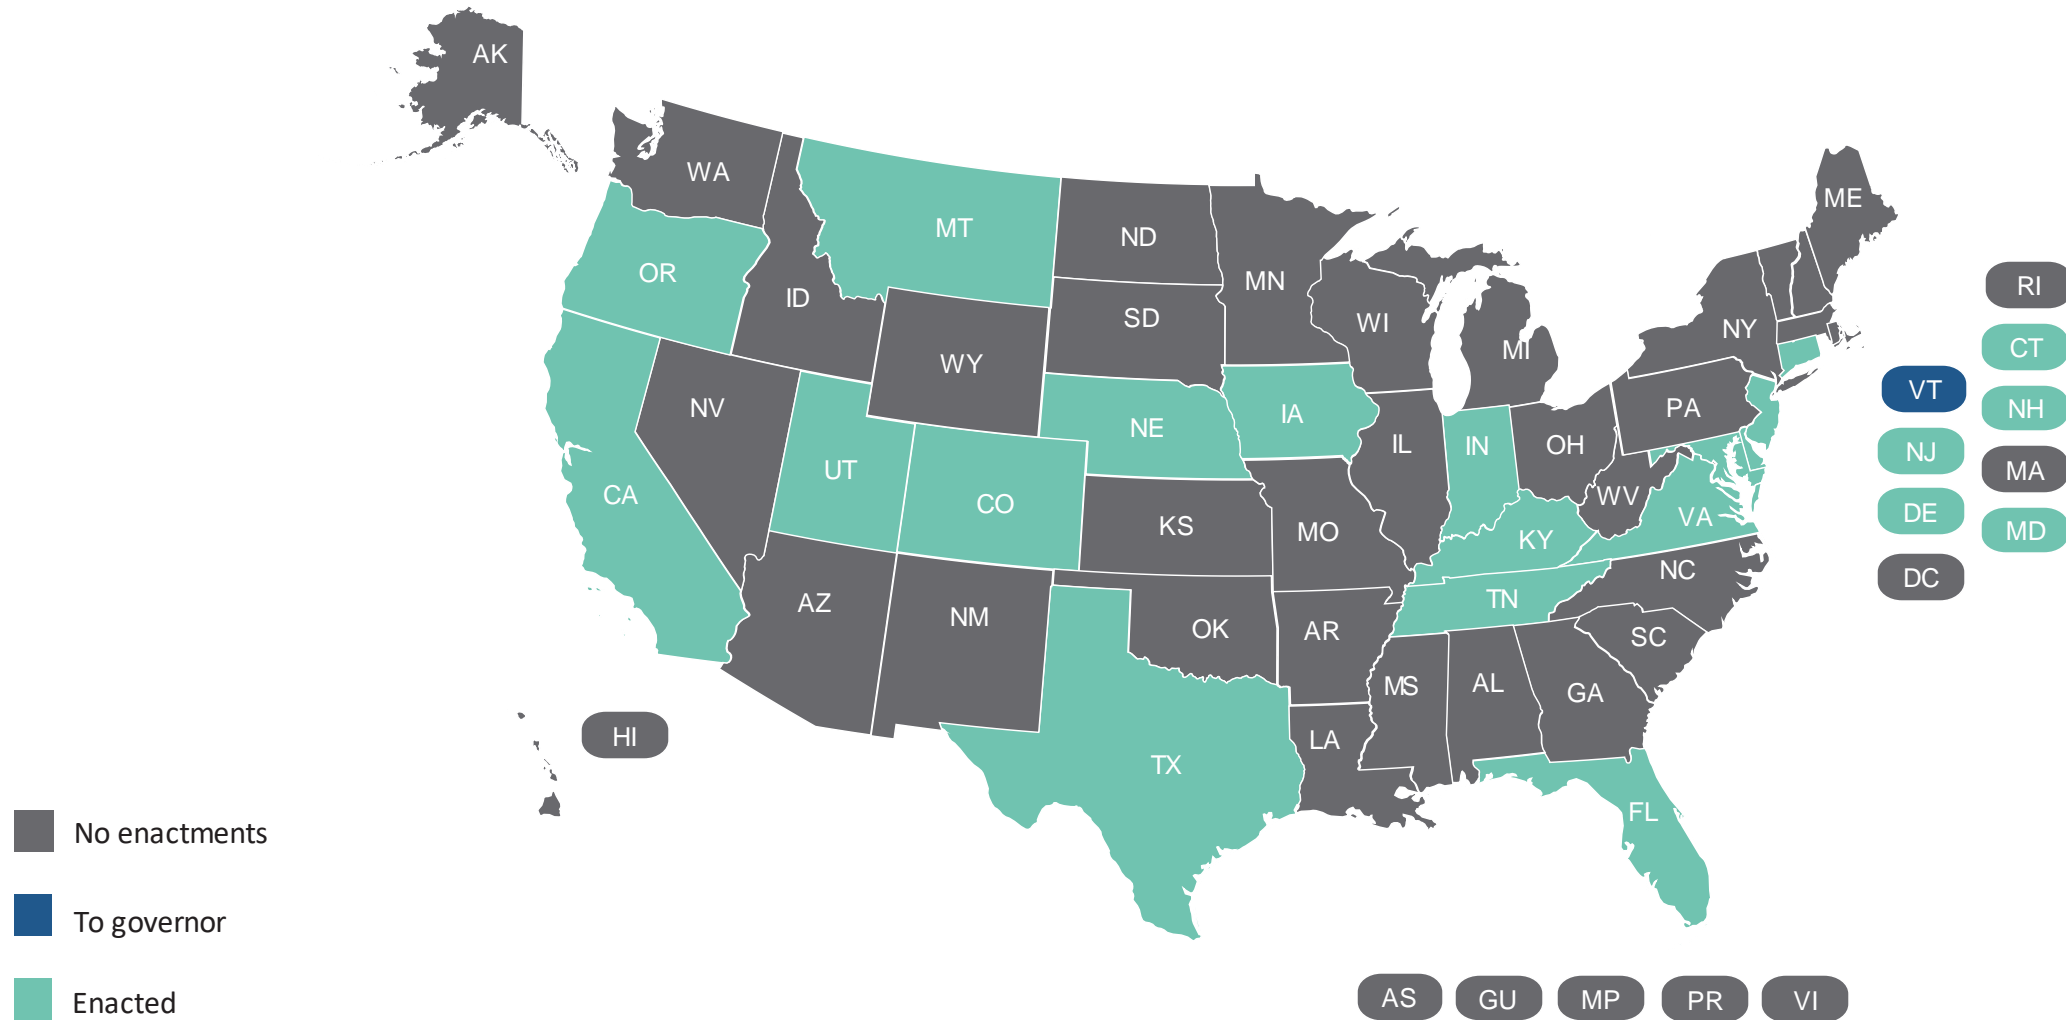 AK
WA
ME
MT
ND
OR
MN
RI
ID
SD
WI
NY
CT
MI
WY
VT
NV
PA
NH
IA
NE
IL
IN
OH
NJ
UT
MA
CA
WV
CO
DE
VA
KS
MO
KY
MD
NC
DC
AZ
TN
NM
OK
AR
SC
MS
AL
GA
HI
LA
TX
FL
No enactments
To governor
Enacted
AS
GU
MP
PR
VI